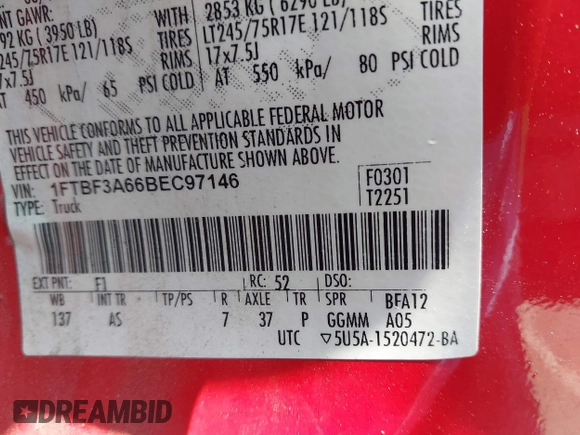 NT GAWR:
92 KG ( 3950 LB) WITH 2853 KG ( 6290 LB) WITH
LT245/75R17E 121/118S TIRES LT245/75R17E 121/118S TIRES
17x7.5J RIMS 17x7.5J RIMS
AT 450 kPa/ 65 PSI COLD AT 550 kPa/ 80 PSI COLD
THIS VEHICLE CONFORMS TO ALL APPLICABLE FEDERAL MOTOR
VEHICLE SAFETY AND THEFT PREVENTION STANDARDS IN
EFFECT ON THE DATE OF MANUFACTURE SHOWN ABOVE.
VIN: 1FTBF3A66BEC97146 F0301
TYPE: Truck T2251
EXT PNT: F1 RC: 52 DSO:
WB INT TR TP/PS R AXLE TR SPR BFA12
137 AS 7 37 P GGMM A05
UTC ▽5U5A-1520472-BA
DREAMBID